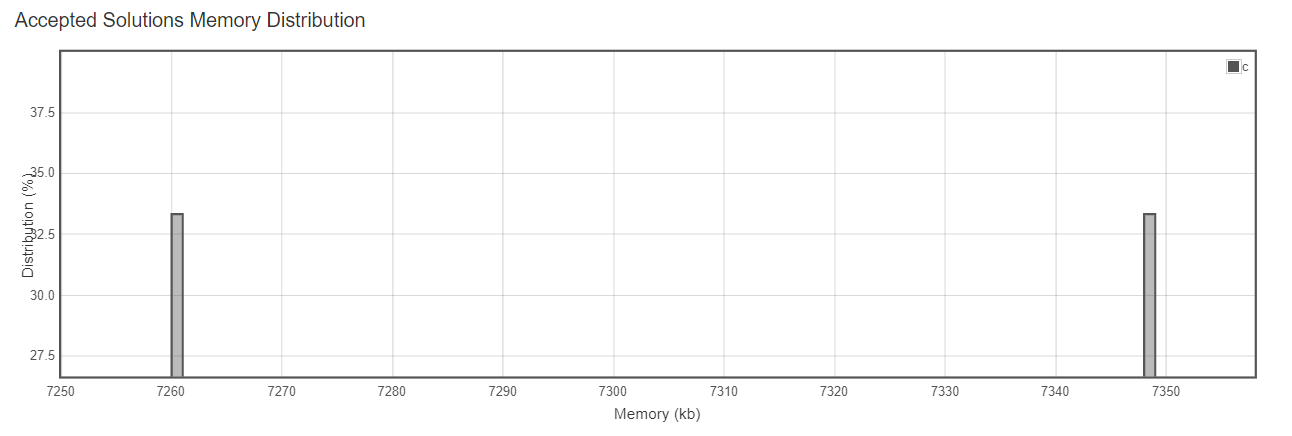 Accepted Solutions Memory Distribution
c
37.5
35.0
32.5
30.0
27.5
Distribution (%)
7250 7260 7270 7280 7290 7300 7310 7320 7330 7340 7350
Memory (kb)